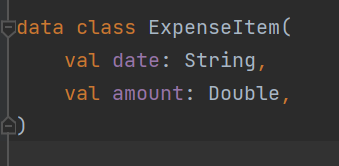 data class ExpenseItem(
    val date: String,
    val amount: Double,
)